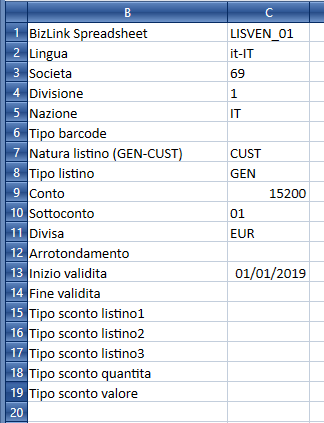 B C
1 BizLink Spreadsheet LISVEN_01
2 Lingua it-IT
3 Societa 69
4 Divisione 1
5 Nazione IT
6 Tipo barcode
7 Natura listino (GEN-CUST) CUST
8 Tipo listino GEN
9 Conto 15200
10 Sottoconto 01
11 Divisa EUR
12 Arrotondamento
13 Inizio validita 01/01/2019
14 Fine validita
15 Tipo sconto listino1
16 Tipo sconto listino2
17 Tipo sconto listino3
18 Tipo sconto quantita
19 Tipo sconto valore
20